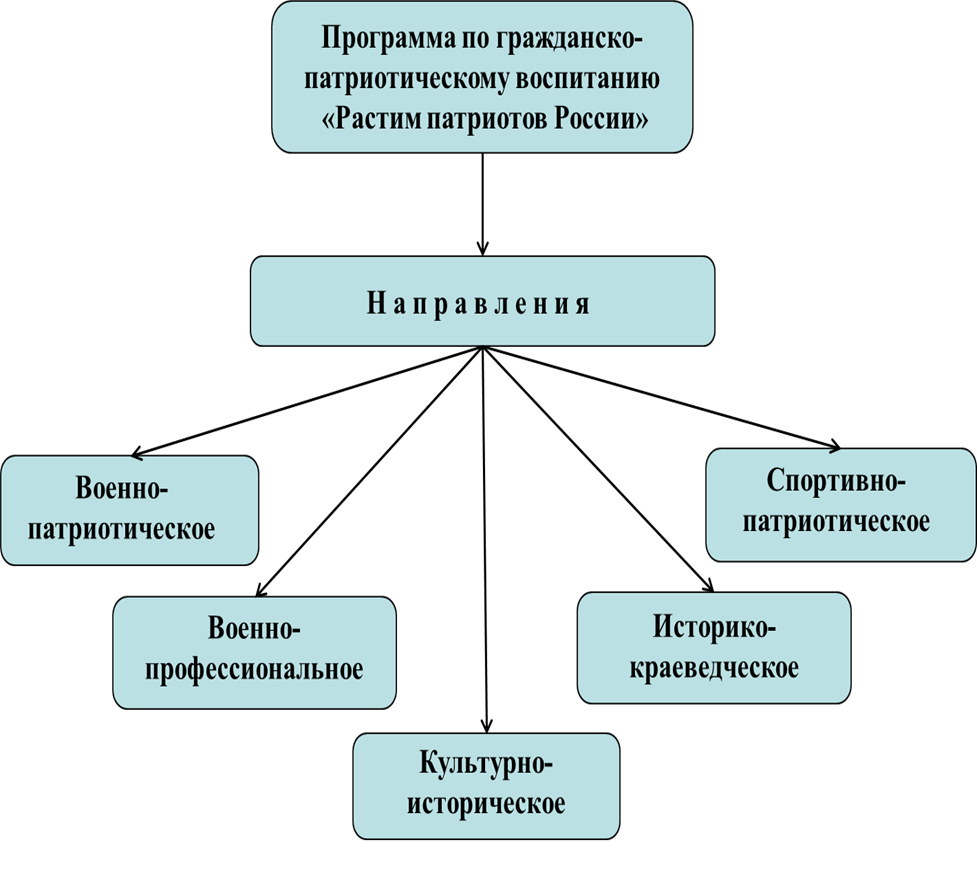 Программа по гражданско-
патриотическому воспитанию
«Растим патриотов России»
Н а п р а в л е н и я
Военно-
патриотическое
Спортивно-
патриотическое
Военно-
профессиональное
Историко-
краеведческое
Культурно-
историческое